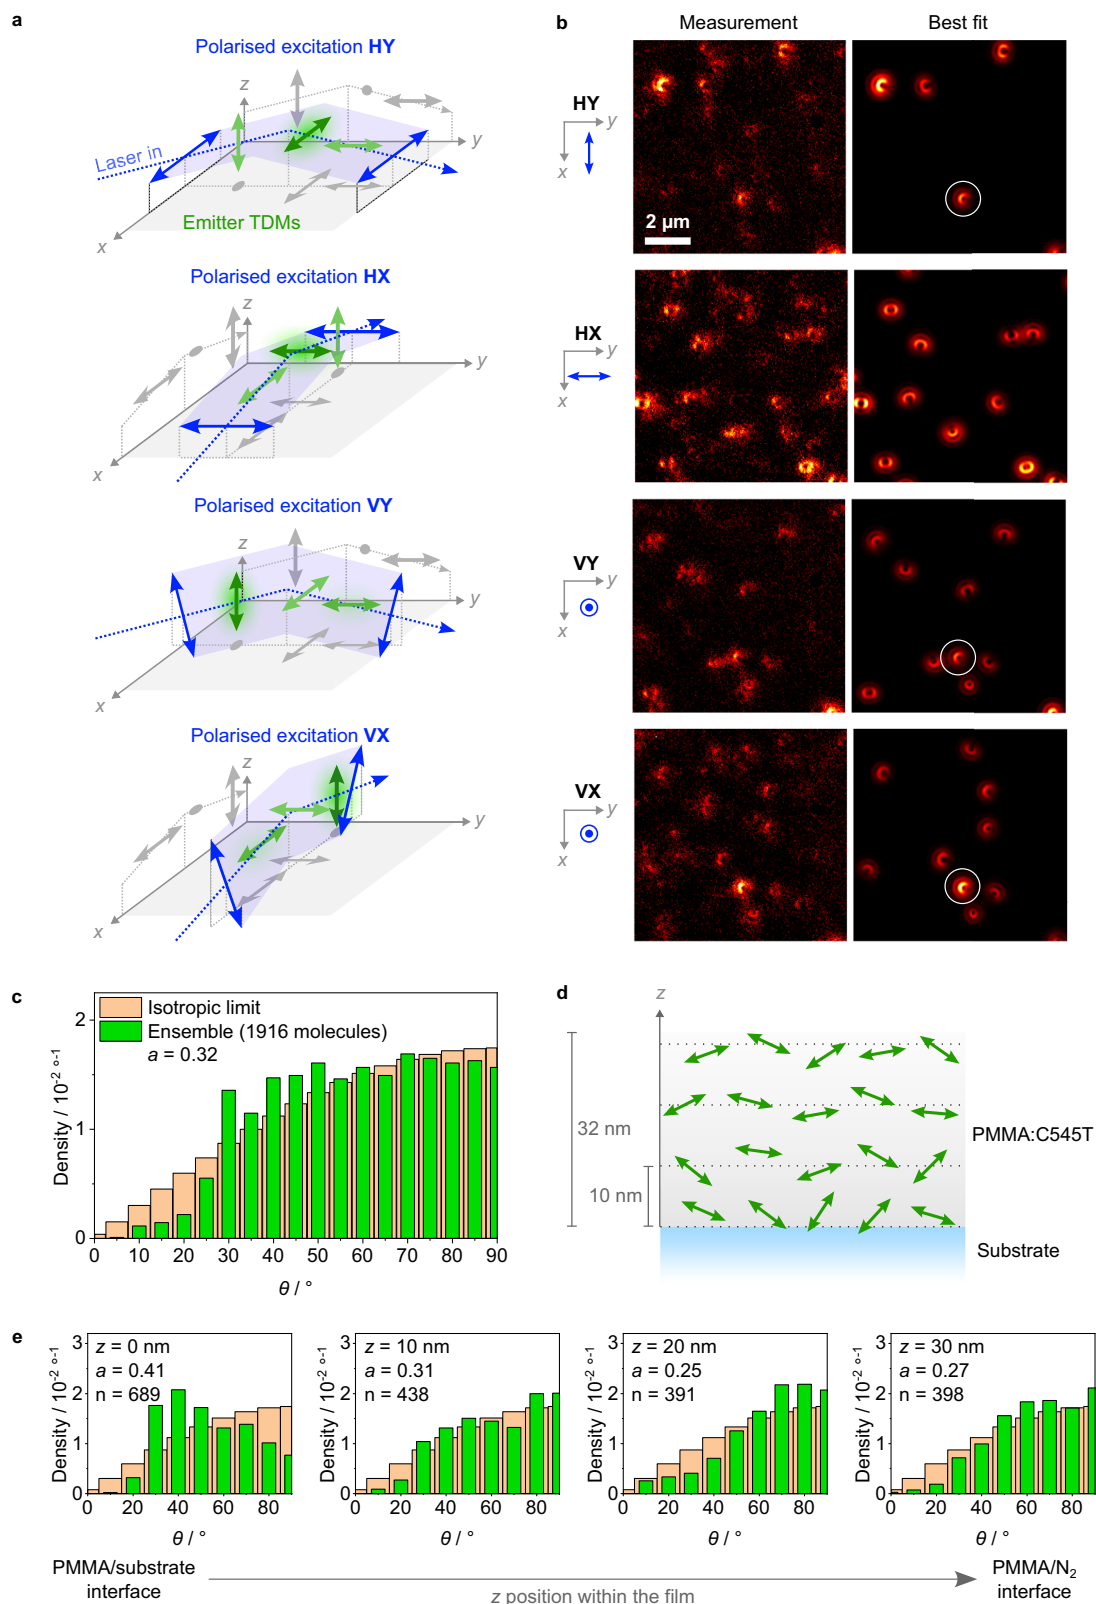 a
Polarised excitation HY
z
y
x
Laser in
Emitter TDMs
Polarised excitation HX
z
y
x
Polarised excitation VY
z
y
x
Polarised excitation VX
z
y
x
b
Measurement
Best fit
HY
y
x
2 µm
HX
y
x
VY
y
x
VX
y
x
c
Isotropic limit
Ensemble (1916 molecules)
a = 0.32
Density / 10⁻² °⁻¹
2
1
0
0 10 20 30 40 50 60 70 80 90
θ / °
d
z
32 nm
10 nm
PMMA:C545T
Substrate
e
z = 0 nm
a = 0.41
n = 689
Density / 10⁻² °⁻¹
3
2
1
0
0 20 40 60 80
θ / °
z = 10 nm
a = 0.31
n = 438
Density / 10⁻² °⁻¹
3
2
1
0
0 20 40 60 80
θ / °
z = 20 nm
a = 0.25
n = 391
Density / 10⁻² °⁻¹
3
2
1
0
0 20 40 60 80
θ / °
z = 30 nm
a = 0.27
n = 398
Density / 10⁻² °⁻¹
3
2
1
0
0 20 40 60 80
θ / °
PMMA/substrate
interface
z position within the film
PMMA/N₂
interface